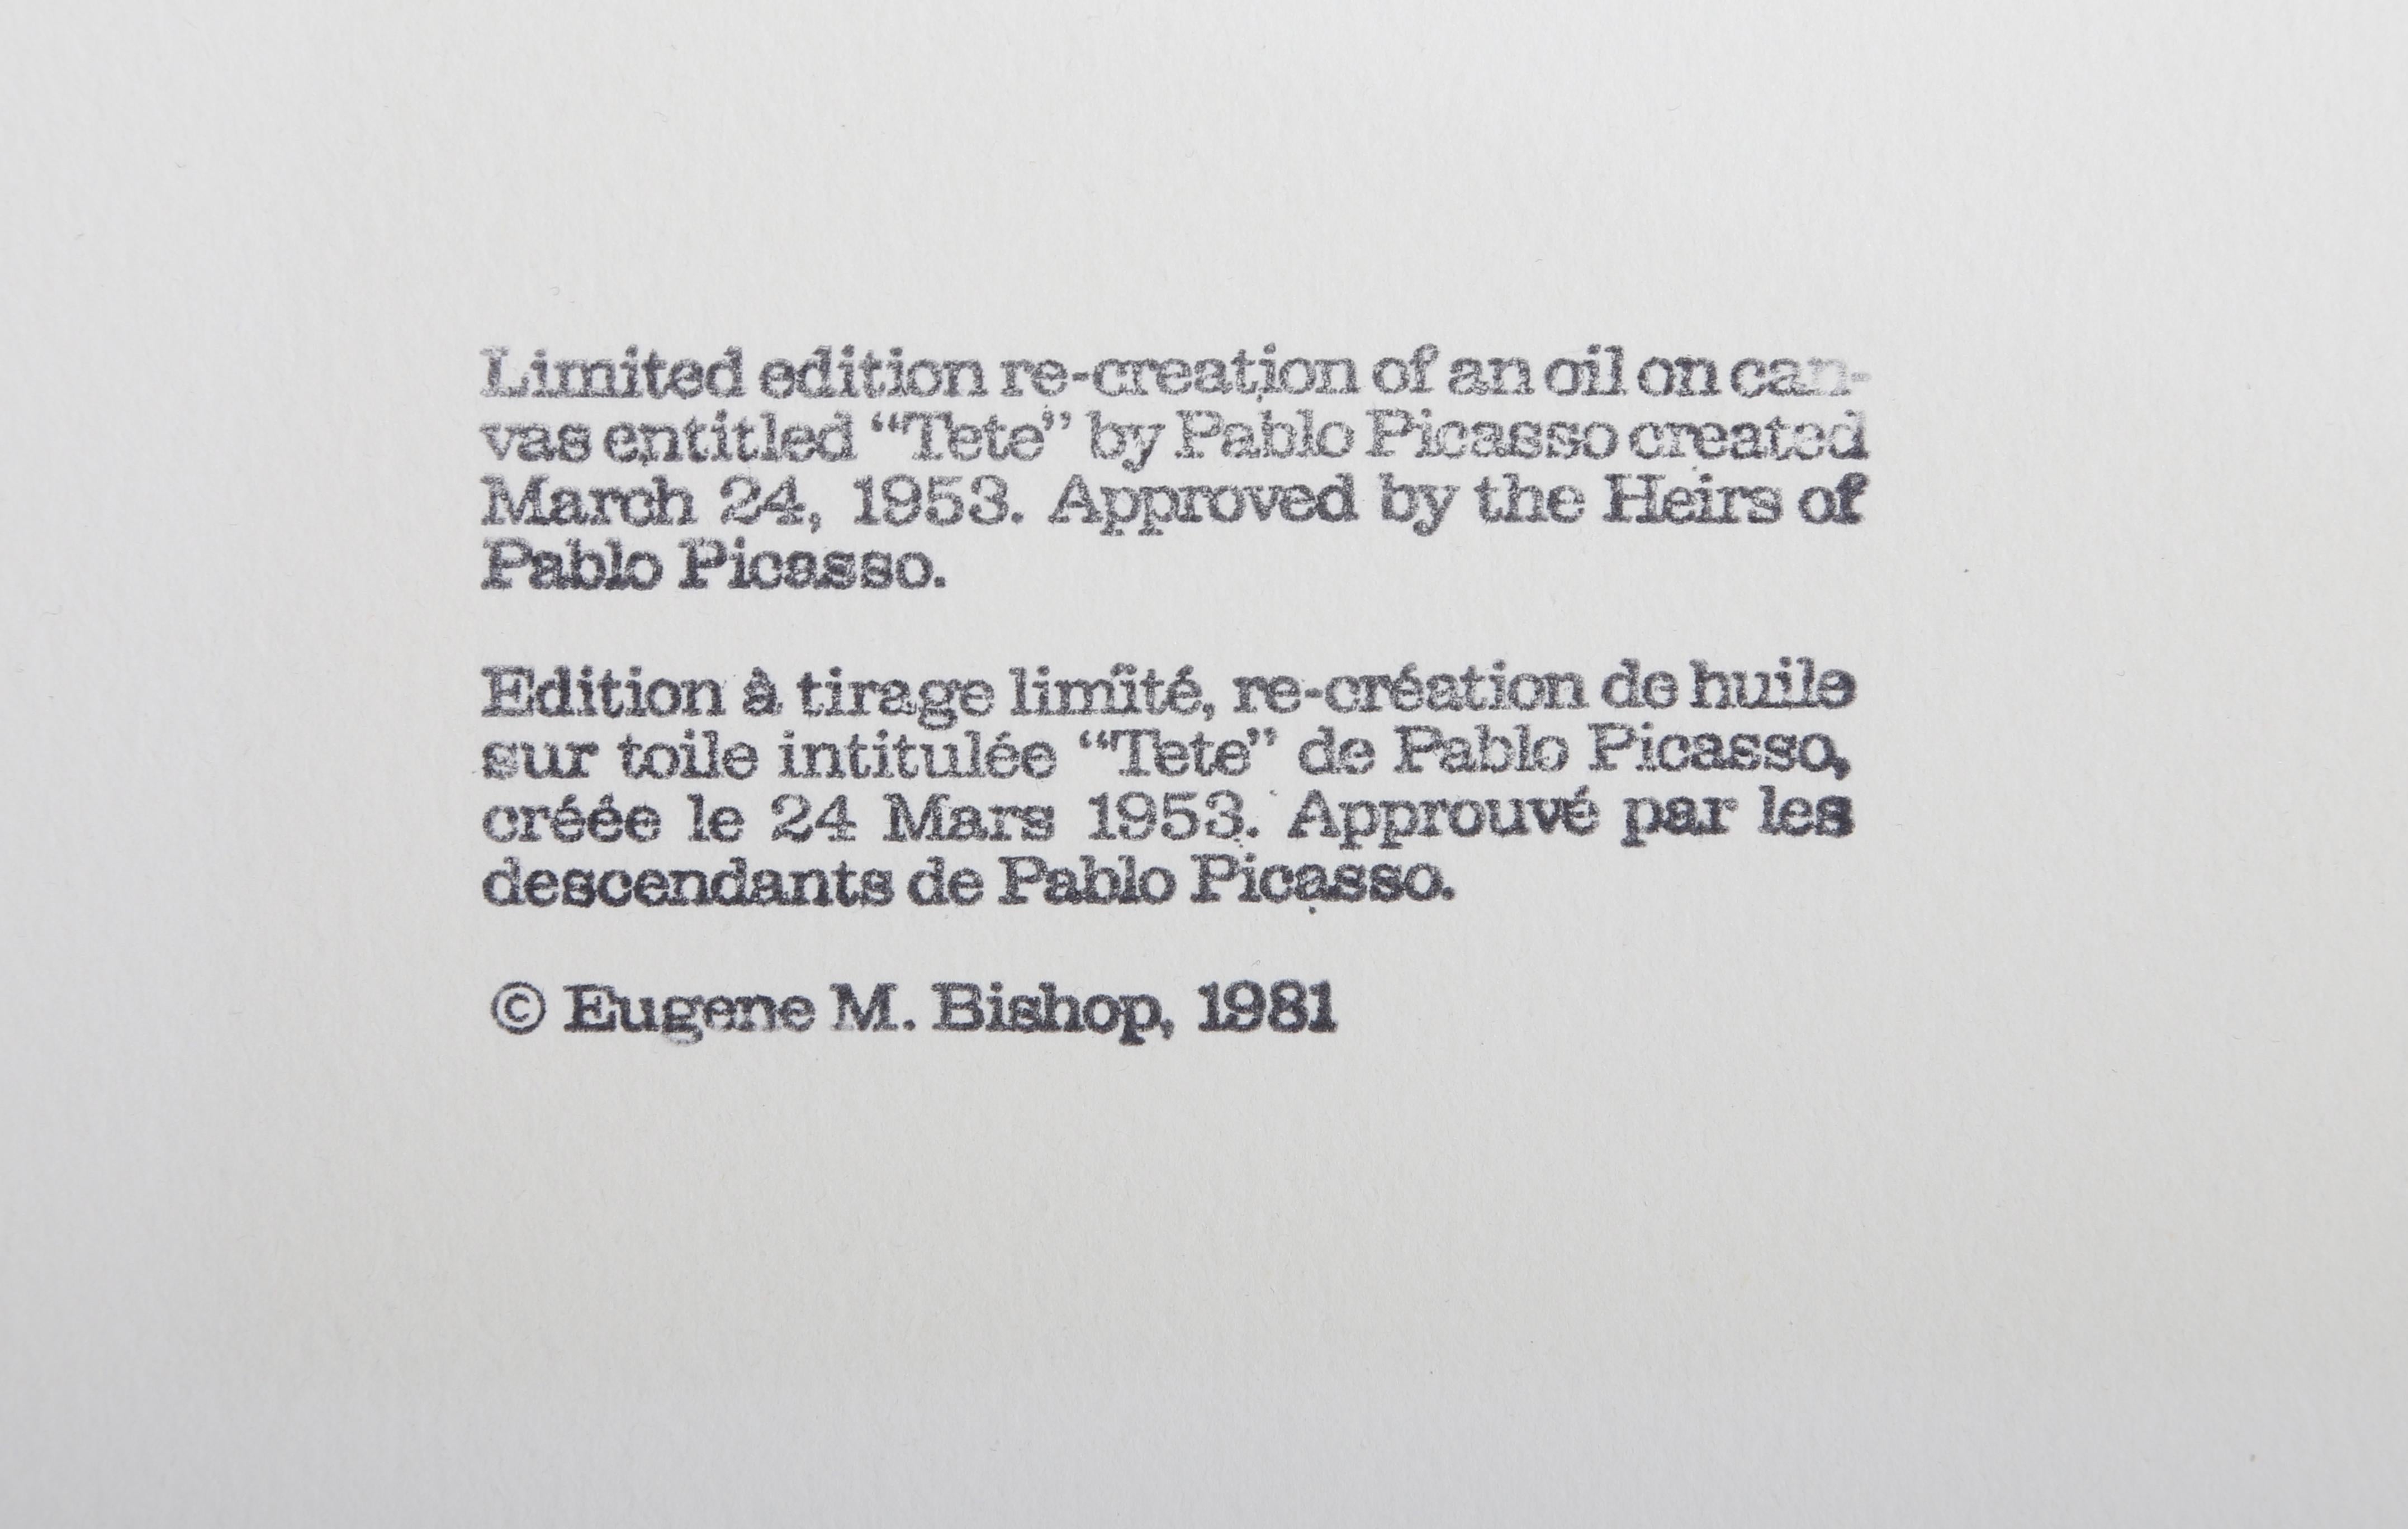 Limited edition re-creation of an oil on can-
vas entitled “Tete” by Pablo Picasso created
March 24, 1953. Approved by the Heirs of
Pablo Picasso.
Edition à tirage limité, re-création de huile
sur toile intitulée “Tete” de Pablo Picasso,
créée le 24 Mars 1953. Approuvé par les
descendants de Pablo Picasso.
© Eugene M. Bishop, 1981